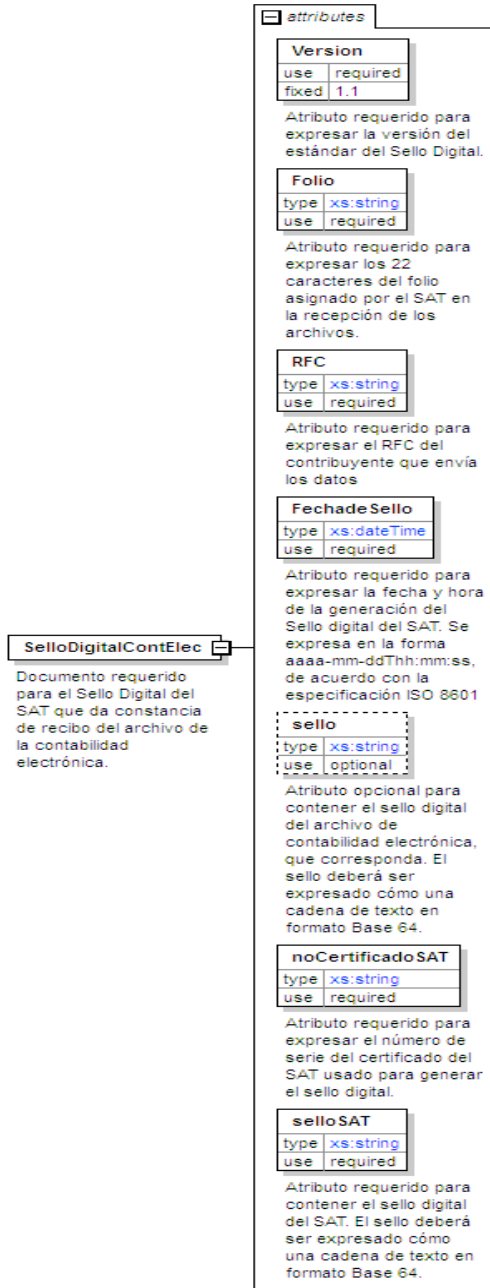 attributes
Version
use required
fixed 1.1
Atributo requerido para
expresar la versión del
estándar del Sello Digital.
Folio
type xs:string
use required
Atributo requerido para
expresar los 22
caracteres del folio
asignado por el SAT en
la recepción de los
archivos.
RFC
type xs:string
use required
Atributo requerido para
expresar el RFC del
contribuyente que envía
los datos
FechadeSello
type xs:dateTime
use required
Atributo requerido para
expresar la fecha y hora
de la generación del
Sello digital del SAT. Se
expresa en la forma
aaaa-mm-ddThh:mm:ss,
de acuerdo con la
especificación ISO 8601
SelloDigitalContElec
Documento requerido
para el Sello Digital del
SAT que da constancia
de recibo del archivo de
la contabilidad
electrónica.
sello
type xs:string
use optional
Atributo opcional para
contener el sello digital
del archivo de
contabilidad electrónica,
que corresponda. El
sello deberá ser
expresado cómo una
cadena de texto en
formato Base 64.
noCertificadoSAT
type xs:string
use required
Atributo requerido para
expresar el número de
serie del certificado del
SAT usado para generar
el sello digital.
selloSAT
type xs:string
use required
Atributo requerido para
contener el sello digital
del SAT. El sello deberá
ser expresado cómo
una cadena de texto en
formato Base 64.